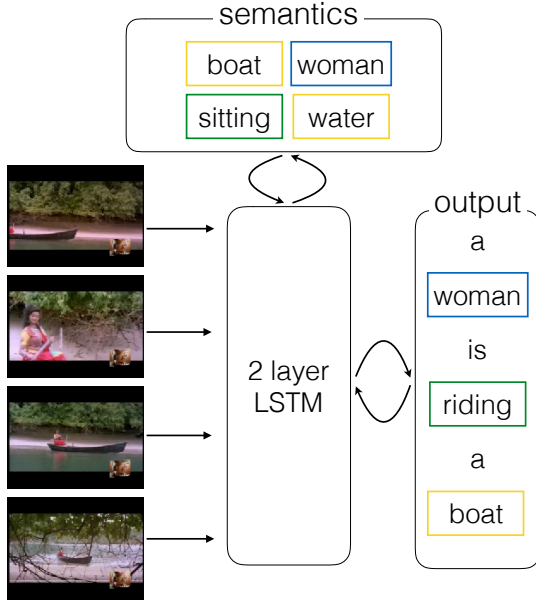 semantics
boat woman
sitting water
2 layer
LSTM
output
a
woman
is
riding
a
boat